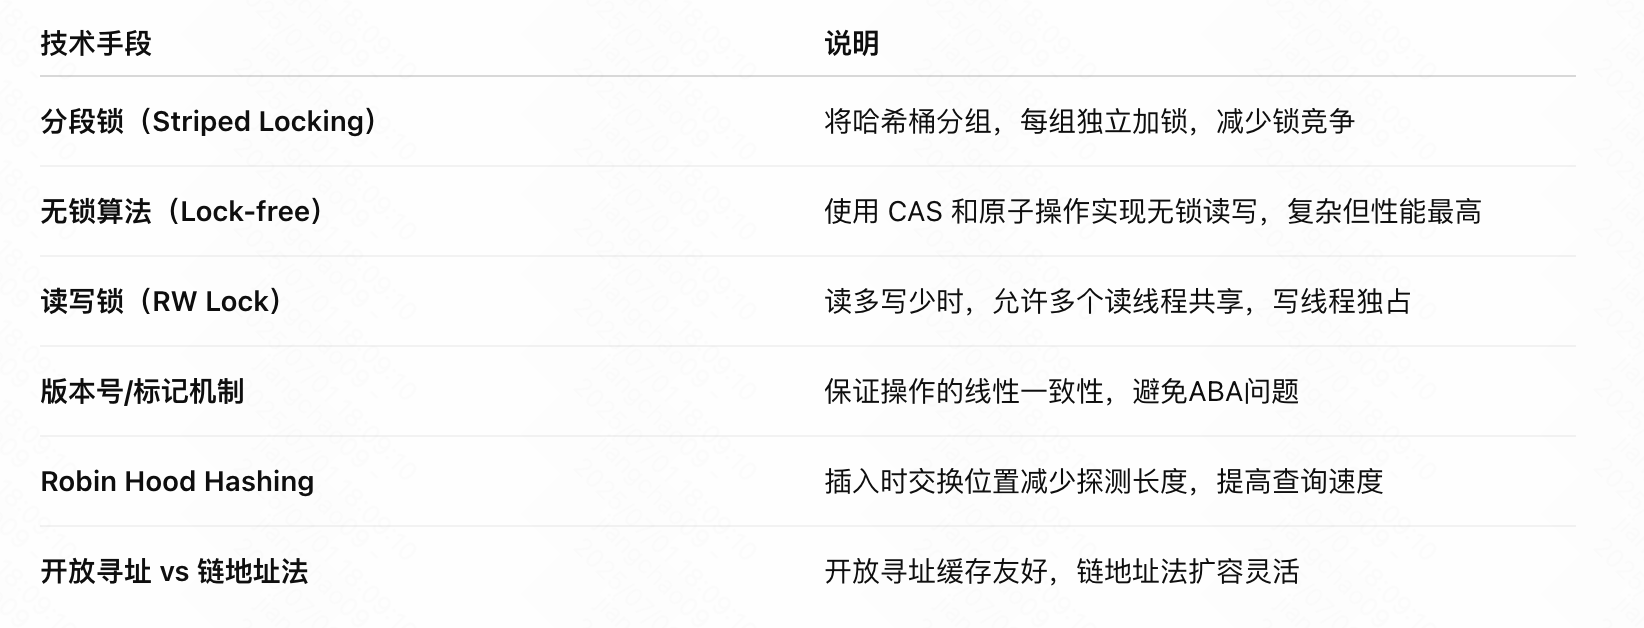 技术手段 说明
分段锁（Striped Locking） 将哈希桶分组，每组独立加锁，减少锁竞争
无锁算法（Lock-free） 使用 CAS 和原子操作实现无锁读写，复杂但性能最高
读写锁（RW Lock） 读多写少时，允许多个读线程共享，写线程独占
版本号/标记机制 保证操作的线性一致性，避免ABA问题
Robin Hood Hashing 插入时交换位置减少探测长度，提高查询速度
开放寻址 vs 链地址法 开放寻址缓存友好，链地址法扩容灵活